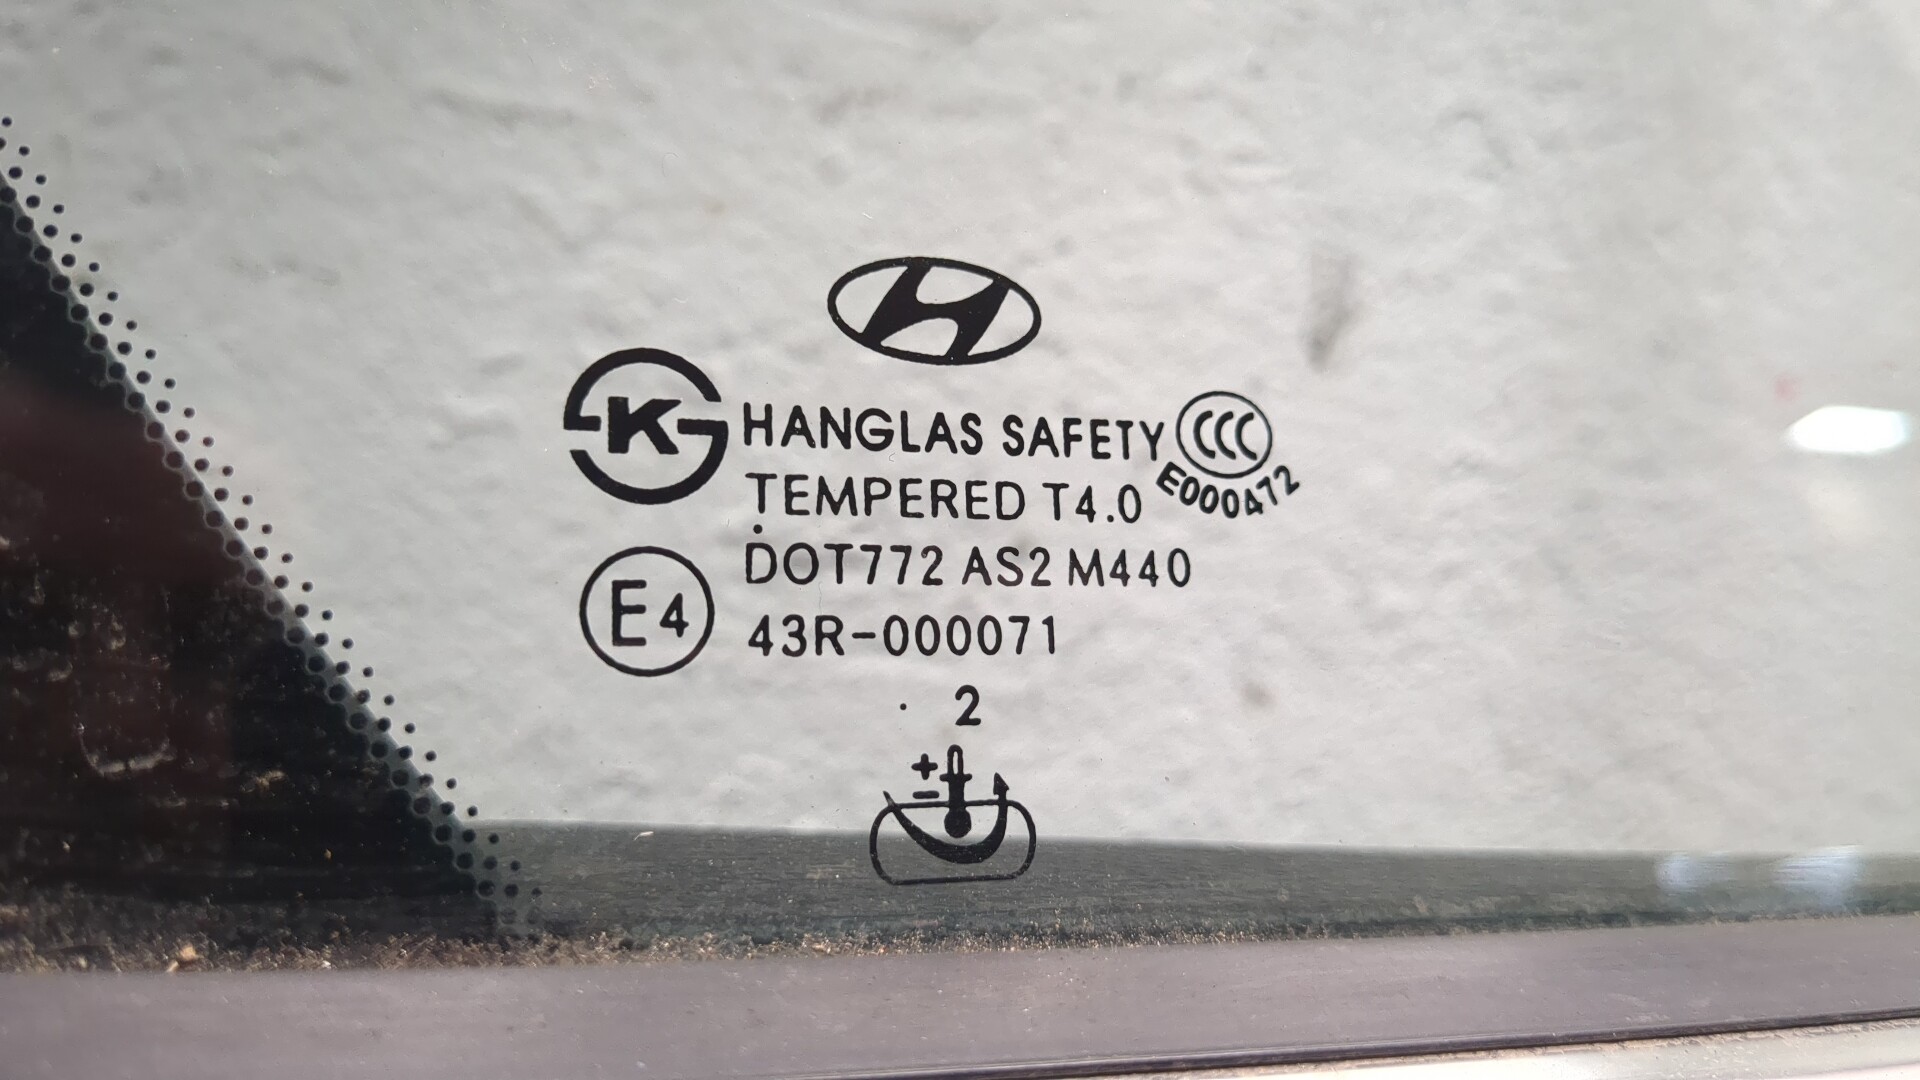 HANGLAS SAFETY
CCC
E000472
K
TEMPERED T4.0
DOT772 AS2 M440
E4
43R-000071
. 2